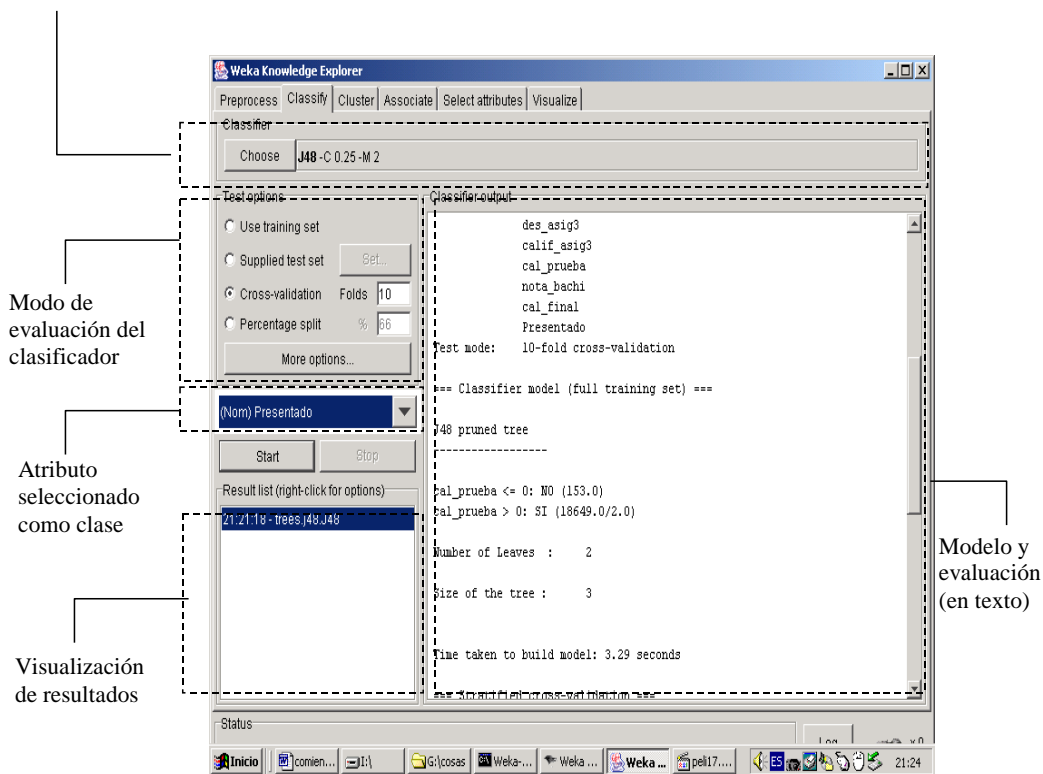 Weka Knowledge Explorer
Preprocess Classify Cluster Associate Select attributes Visualize
Classifier
Choose J48 -C 0.25 -M 2
Test options
Use training set
Supplied test set Set...
Cross-validation Folds 10
Percentage split % 66
More options...
(Nom) Presentado
Start Stop
Result list (right-click for options)
21:21:18 - trees.j48.J48
Classifier output
des_asig3
calif_asig3
cal_prueba
nota_bachi
cal_final
Presentado
Test mode: 10-fold cross-validation
=== Classifier model (full training set) ===
J48 pruned tree
------------------
cal_prueba <= 0: NO (153.0)
cal_prueba > 0: SI (18649.0/2.0)
Number of Leaves : 2
Size of the tree : 3
Time taken to build model: 3.29 seconds
=== Stratified cross-validation ===
Modo de
evaluación del
clasificador
Atributo
seleccionado
como clase
Visualización
de resultados
Modelo y
evaluación
(en texto)
Status
Log x 0
Inicio comien... I:\ G:\cosas Weka-... Weka ... Weka ... peli17.... ES 21:24